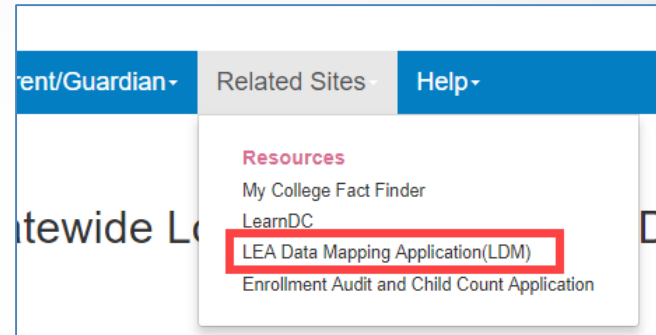 rent/Guardian
Related Sites
Help
Resources
My College Fact Finder
LearnDC
LEA Data Mapping Application(LDM)
Enrollment Audit and Child Count Application
atewide Lo
D